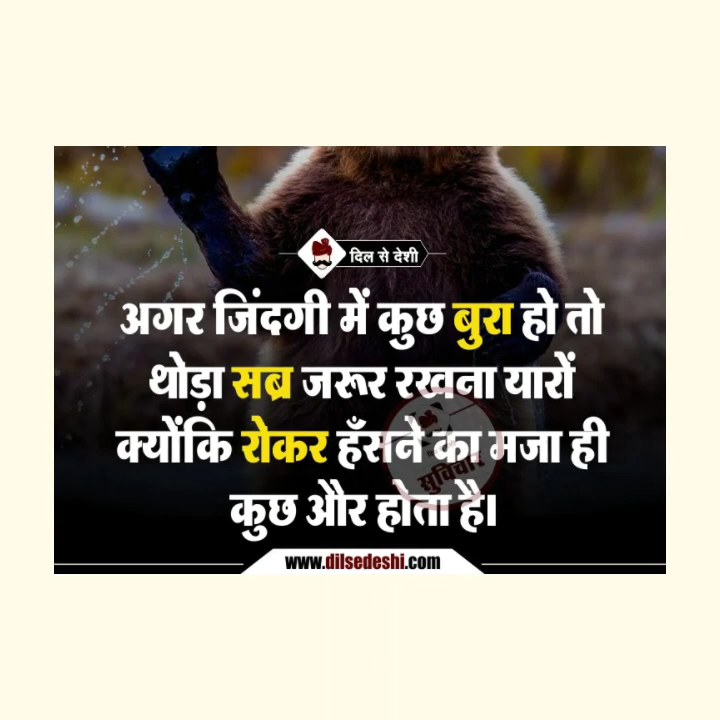 दिल से देशी
अगर जिंदगी में कुछ बुरा हो तो
थोड़ा सब्र जरूर रखना यारों
क्योंकि रोकर हँसने का मजा ही
सुविचार
कुछ और होता है।
www.dilsedeshi.com